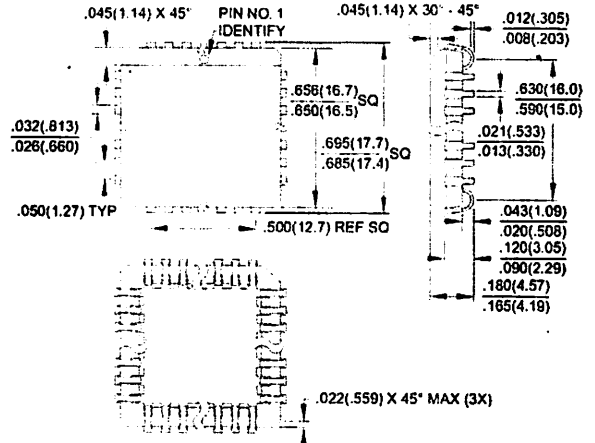 .045(1.14) X 45°
PIN NO. 1
IDENTIFY
.045(1.14) X 30° - 45°
.012(.305)
.008(.203)
.656(16.7)
.650(16.5)
SQ
.630(16.0)
.590(15.0)
.032(.813)
.026(.660)
.695(17.7)
.685(17.4)
SQ
.021(.533)
.013(.330)
.050(1.27) TYP
.500(12.7) REF SQ
.043(1.09)
.020(.508)
.120(3.05)
.090(2.29)
.180(4.57)
.165(4.19)
.022(.559) X 45° MAX (3X)